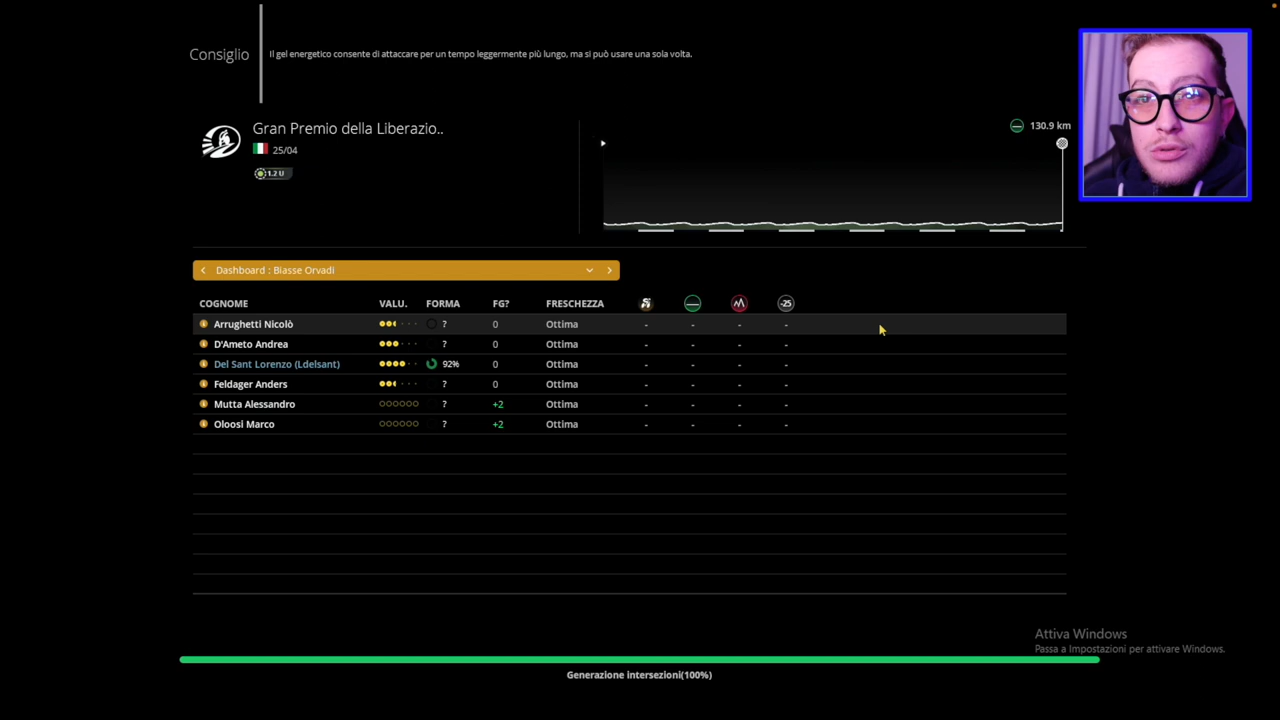 Consiglio
Il gel energetico consente di attaccare per un tempo leggermente più lungo, ma si può usare una sola volta.
Gran Premio della Liberazio..
25/04
1.2 U
130.9 km
Dashboard : Biasse Orvadi
COGNOME VALU. FORMA FG? FRESCHEZZA -25
Arrughetti Nicolò ? 0 Ottima - - - -
D'Ameto Andrea ? 0 Ottima - - - -
Del Sant Lorenzo (Ldelsant) 92% 0 Ottima - - - -
Feldager Anders ? 0 Ottima - - - -
Mutta Alessandro ? +2 Ottima - - - -
Oloosi Marco ? +2 Ottima - - - -
Attiva Windows
Passa a Impostazioni per attivare Windows.
Generazione intersezioni(100%)